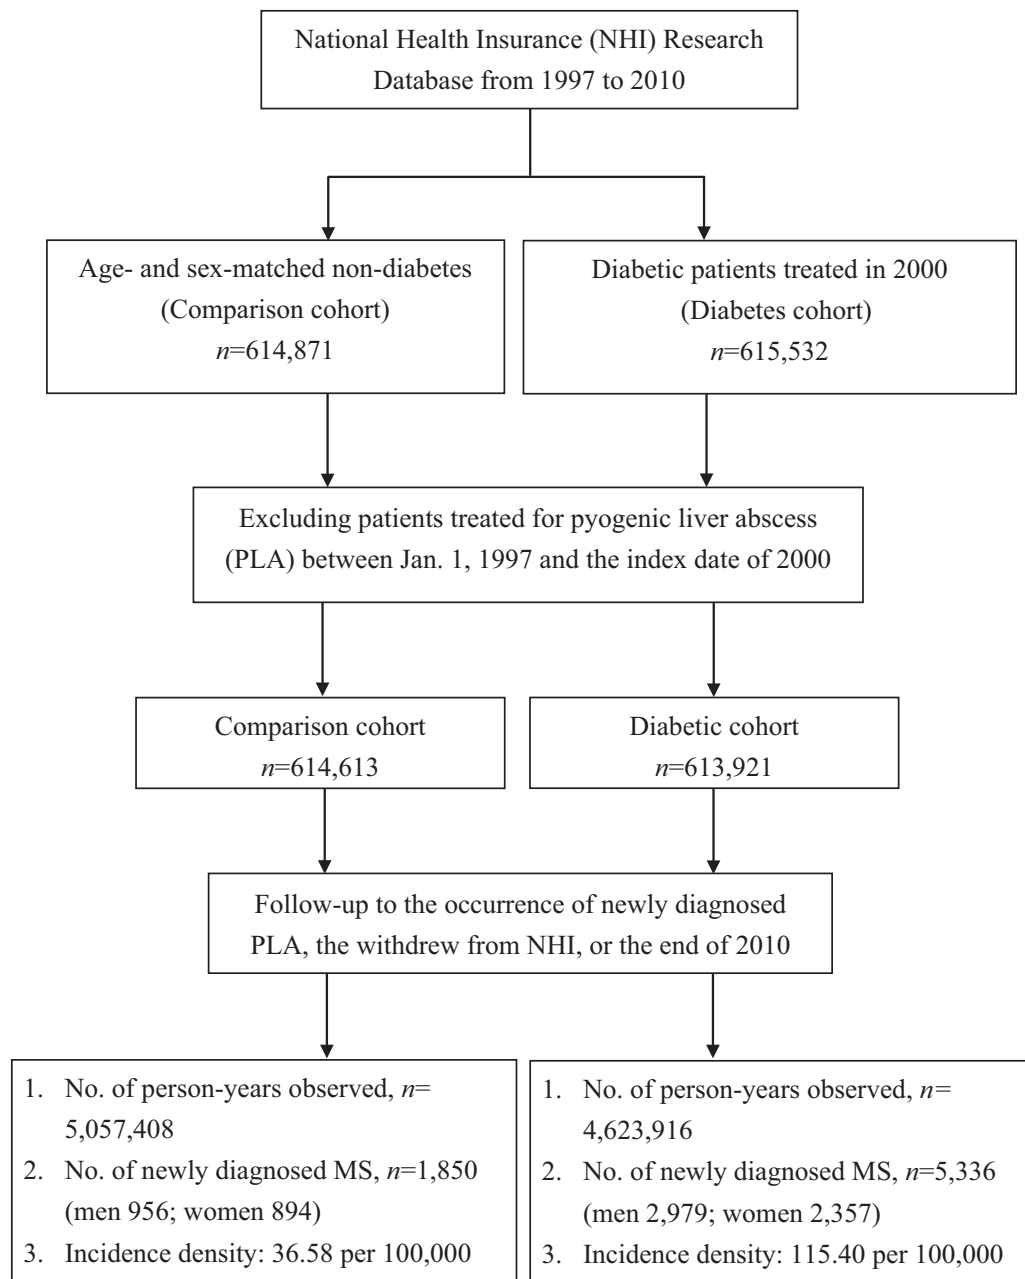 National Health Insurance (NHI) Research
Database from 1997 to 2010
Age- and sex-matched non-diabetes
(Comparison cohort)
n=614,871
Diabetic patients treated in 2000
(Diabetes cohort)
n=615,532
Excluding patients treated for pyogenic liver abscess
(PLA) between Jan. 1, 1997 and the index date of 2000
Comparison cohort
n=614,613
Diabetic cohort
n=613,921
Follow-up to the occurrence of newly diagnosed
PLA, the withdrew from NHI, or the end of 2010
1. No. of person-years observed, n=
5,057,408
2. No. of newly diagnosed MS, n=1,850
(men 956; women 894)
3. Incidence density: 36.58 per 100,000
1. No. of person-years observed, n=
4,623,916
2. No. of newly diagnosed MS, n=5,336
(men 2,979; women 2,357)
3. Incidence density: 115.40 per 100,000